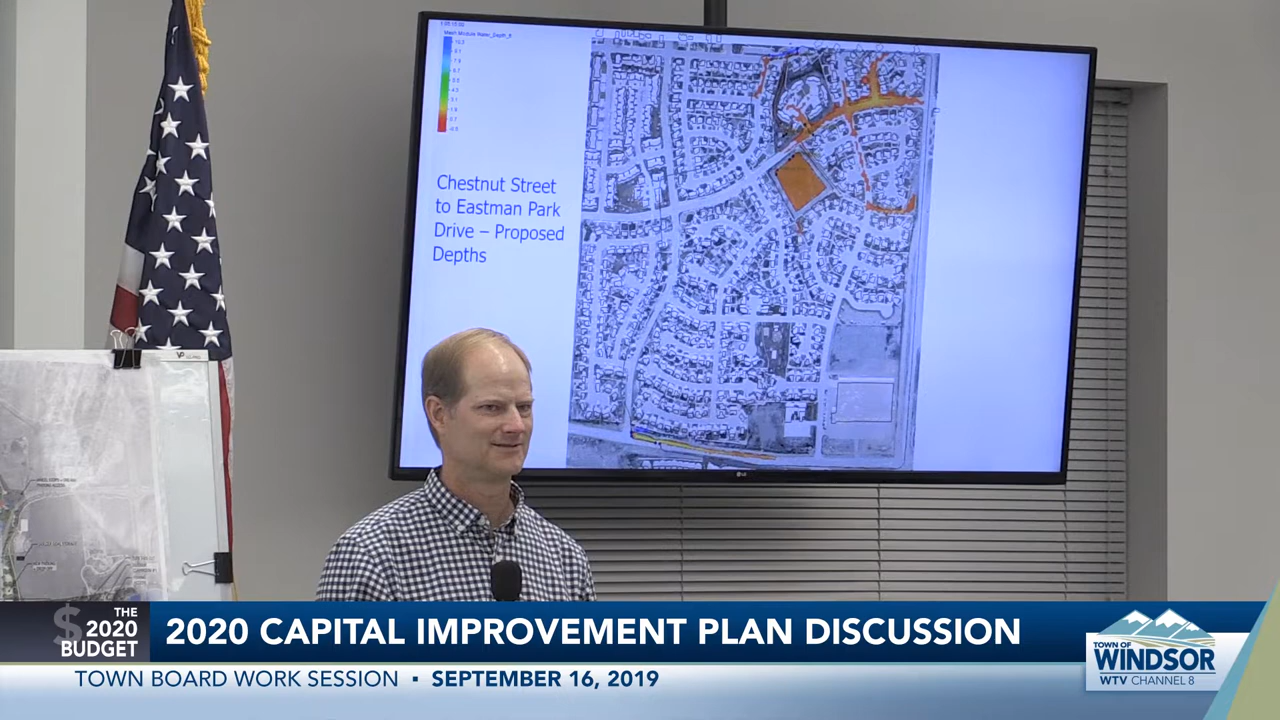 Chestnut Street
to Eastman Park
Drive – Proposed
Depths
LG
THE
2020
BUDGET
2020 CAPITAL IMPROVEMENT PLAN DISCUSSION
TOWN BOARD WORK SESSION ▪ SEPTEMBER 16, 2019
TOWN OF
WINDSOR
WTV CHANNEL 8